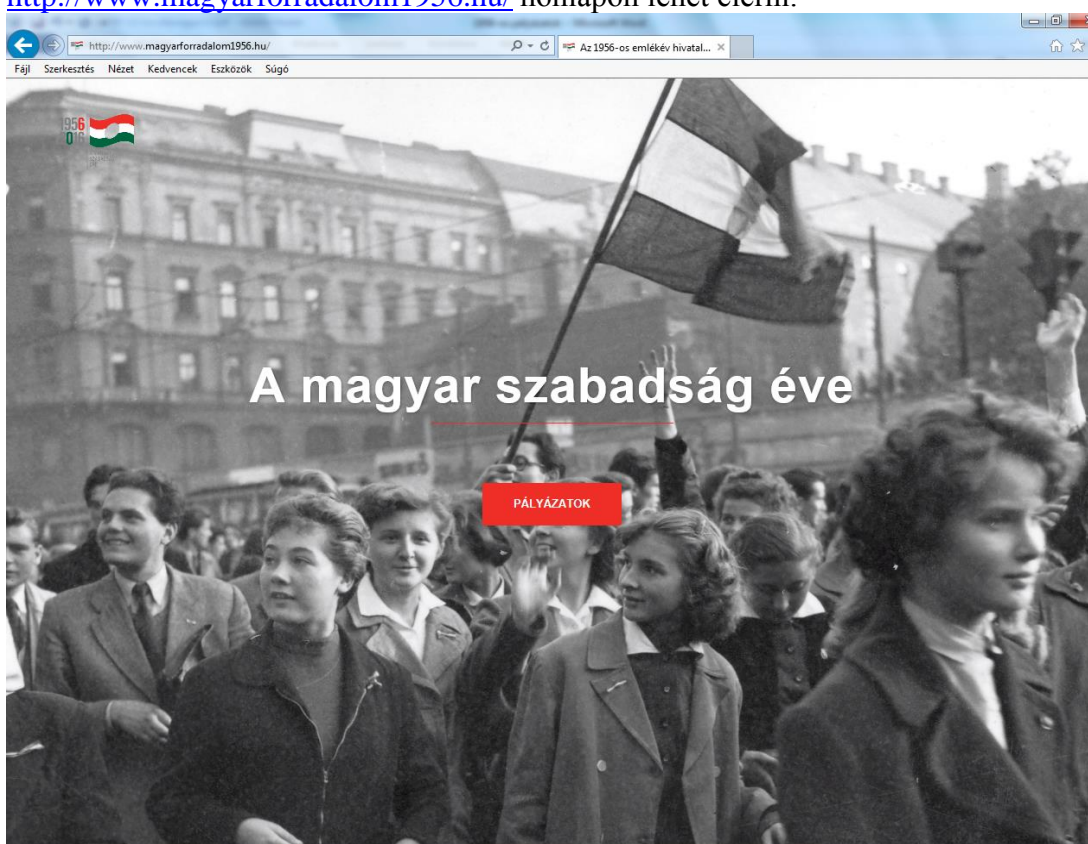 http://www.magyarforradalom1956.hu/ honlapon lehet elérni:
http://www.magyarforradalom1956.hu/
Az 1956-os emlékév hivatal...
Fájl Szerkesztés Nézet Kedvencek Eszközök Súgó
1956
2016
A magyar szabadság éve
PÁLYÁZATOK